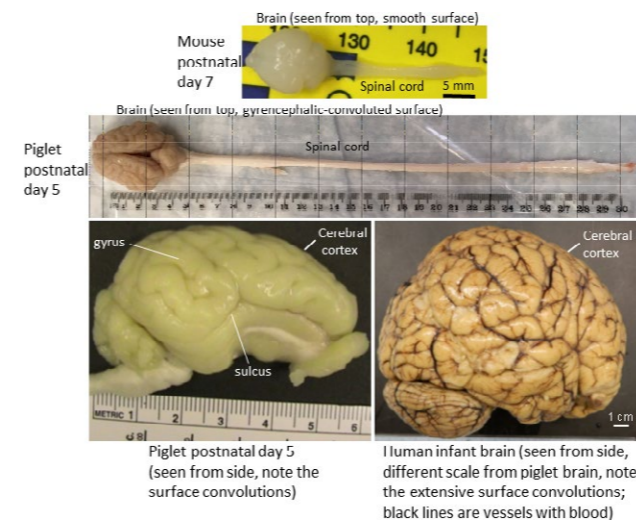 Brain (seen from top, smooth surface)
Mouse
postnatal
day 7
130
140
Spinal cord
5 mm
Brain (seen from top, gyrencephalic-convoluted surface)
Piglet
postnatal
day 5
Spinal cord
gyrus
Cerebral
cortex
sulcus
METRIC 1 2 3 4 5 6
Cerebral
cortex
1 cm
Piglet postnatal day 5
(seen from side, note the
surface convolutions)
Human infant brain (seen from side,
different scale from piglet brain, note
the extensive surface convolutions;
black lines are vessels with blood)